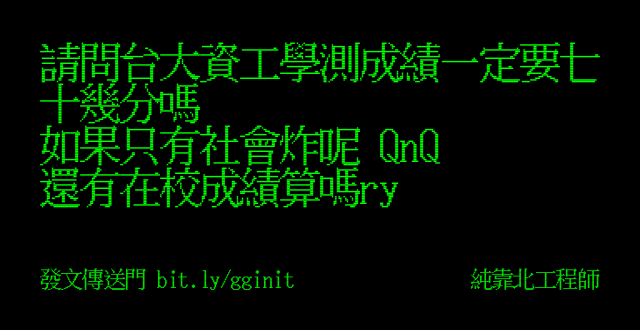 請問台大資工學測成績一定要七
十幾分嗎
如果只有社會炸呢 QnQ
還有在校成績算嗎ry
發文傳送門 bit.ly/gginit
純靠北工程師